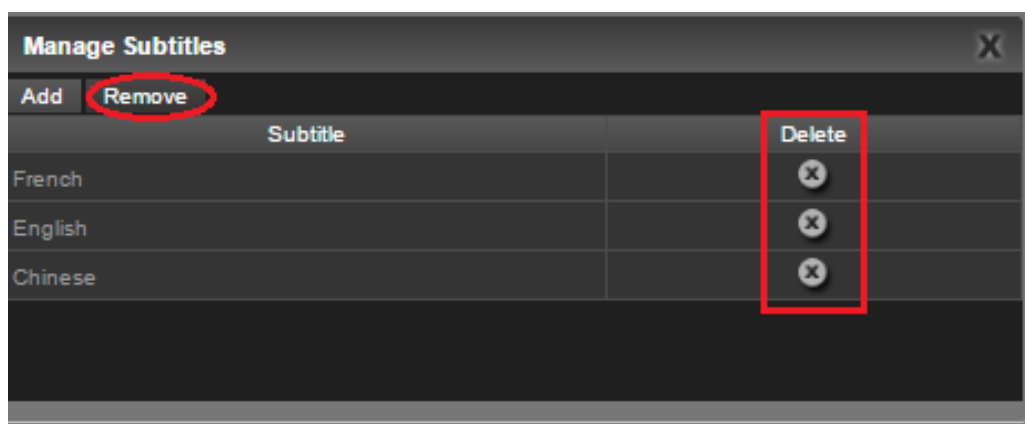 Manage Subtitles X
Add Remove
Subtitle Delete
French
English
Chinese